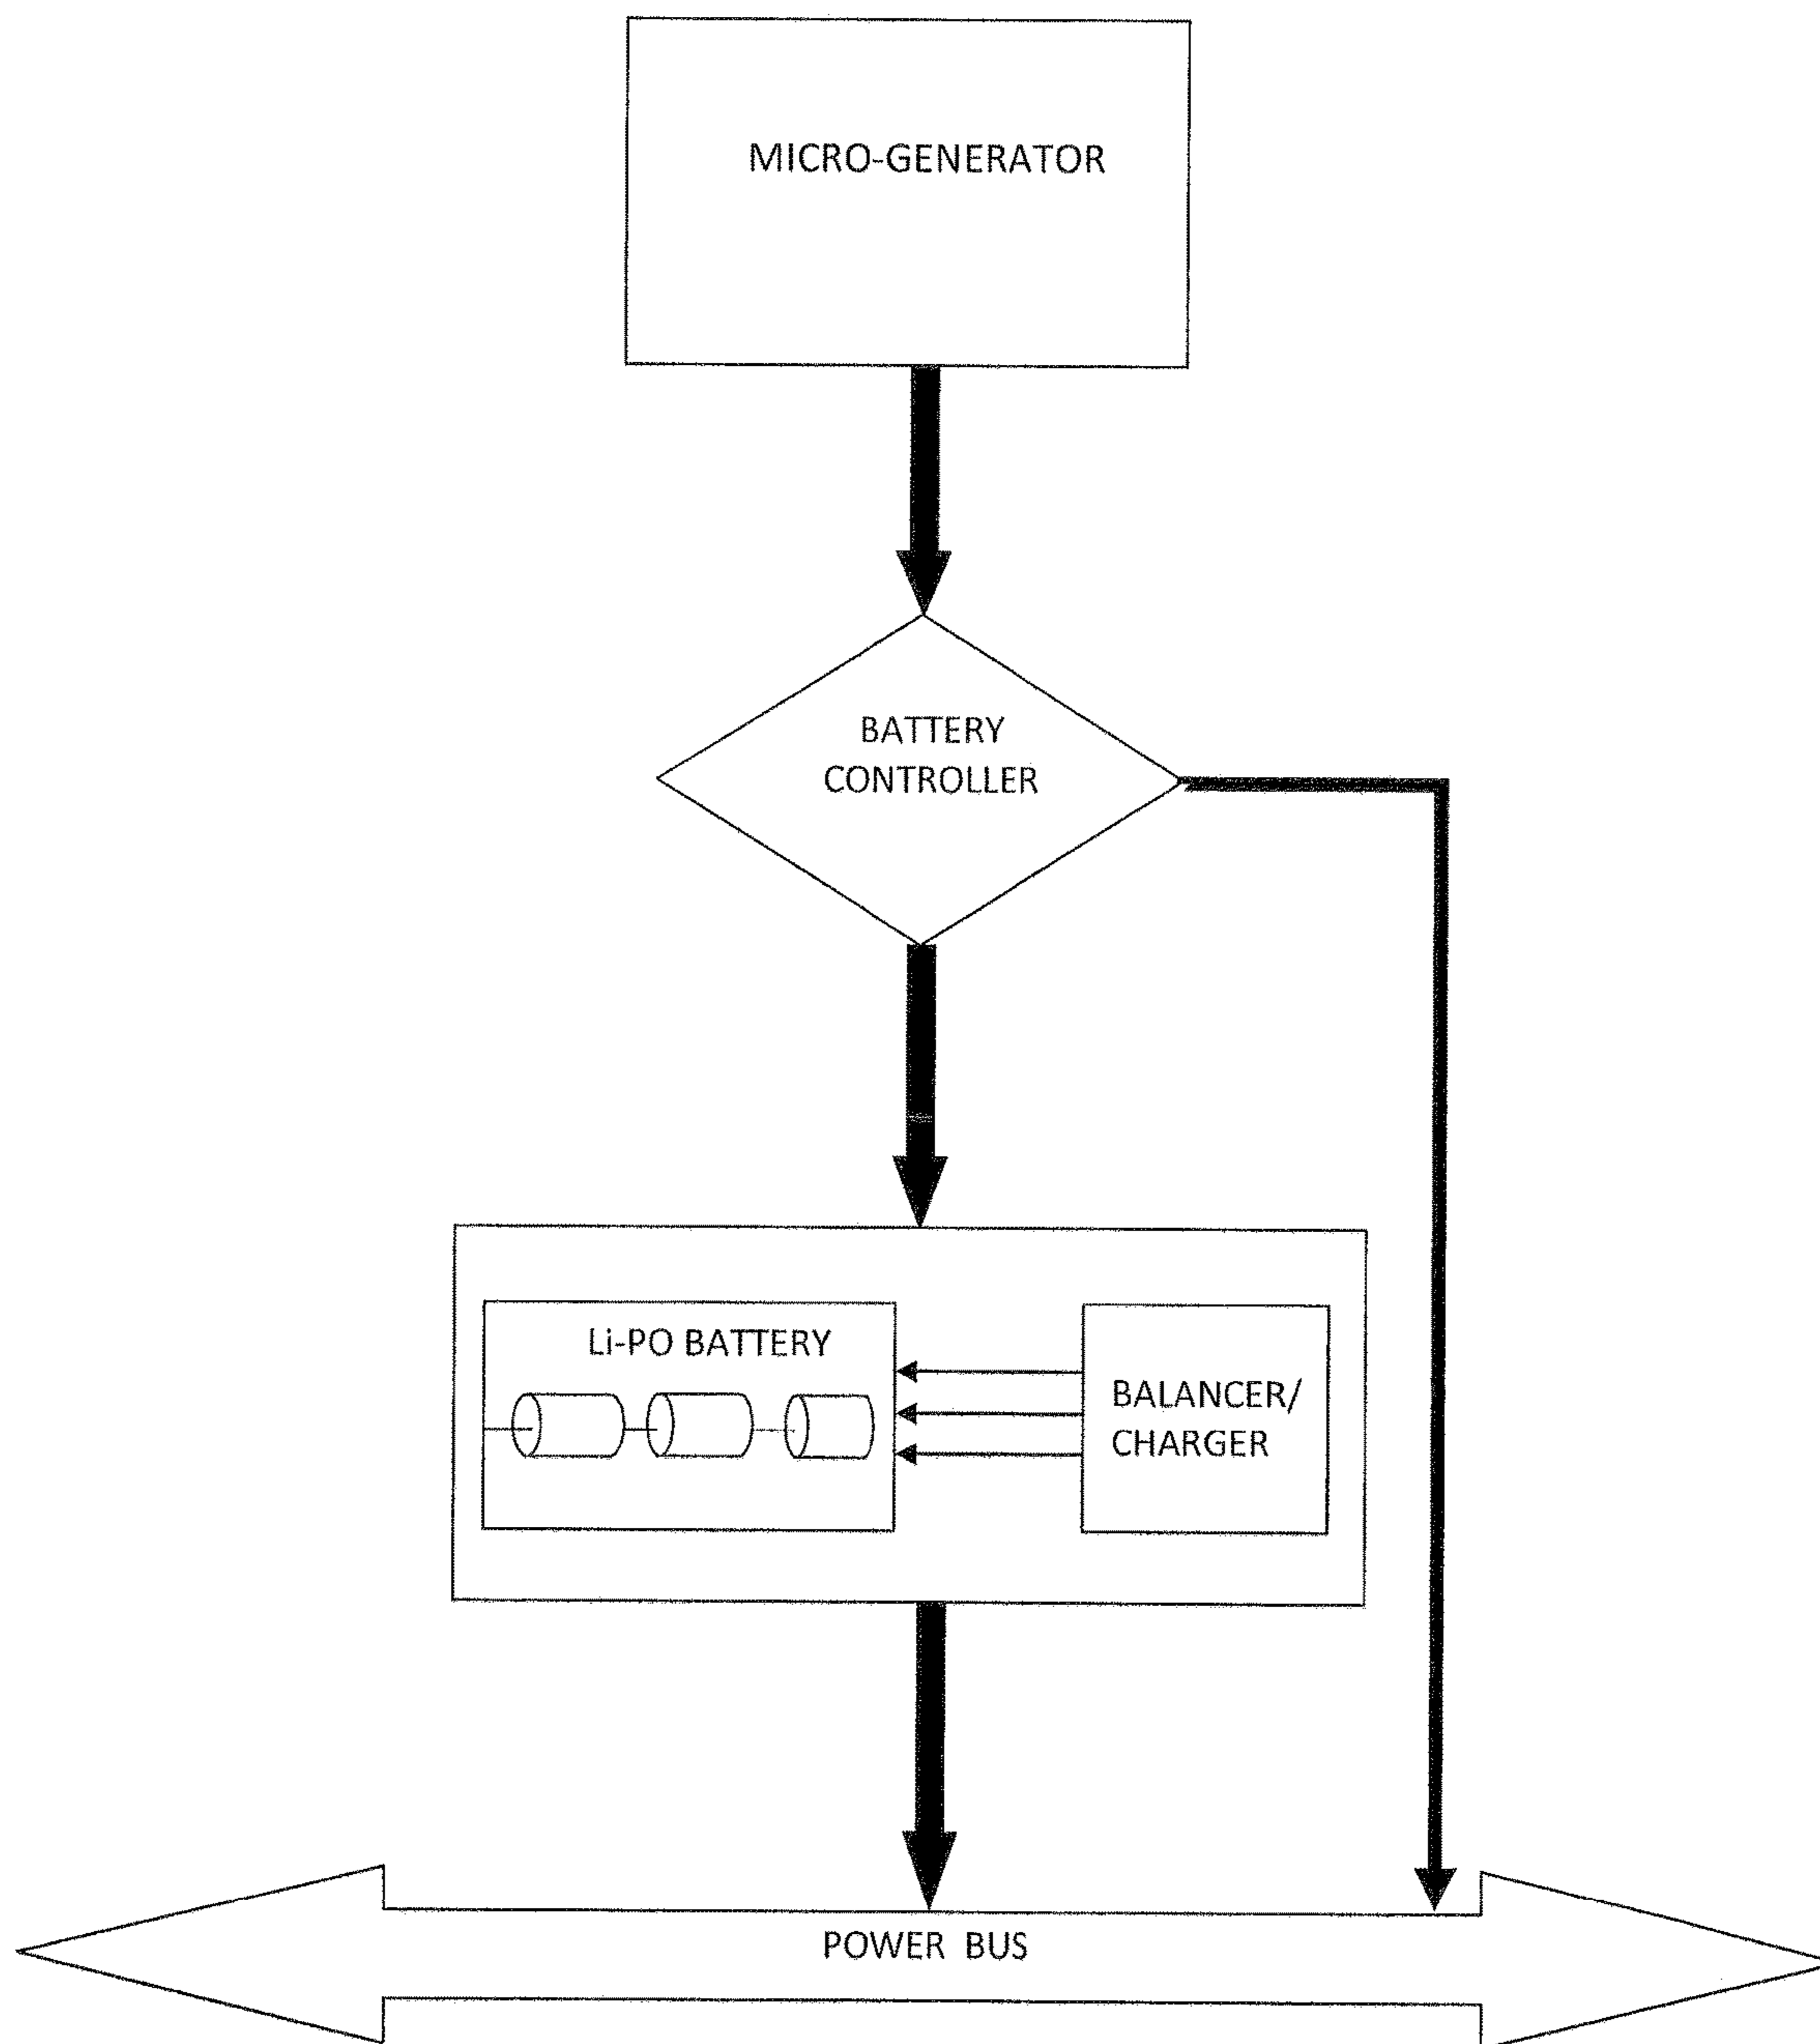 MICRO-GENERATOR
BATTERY
CONTROLLER
Li-PO BATTERY
BALANCER/
CHARGER
POWER BUS